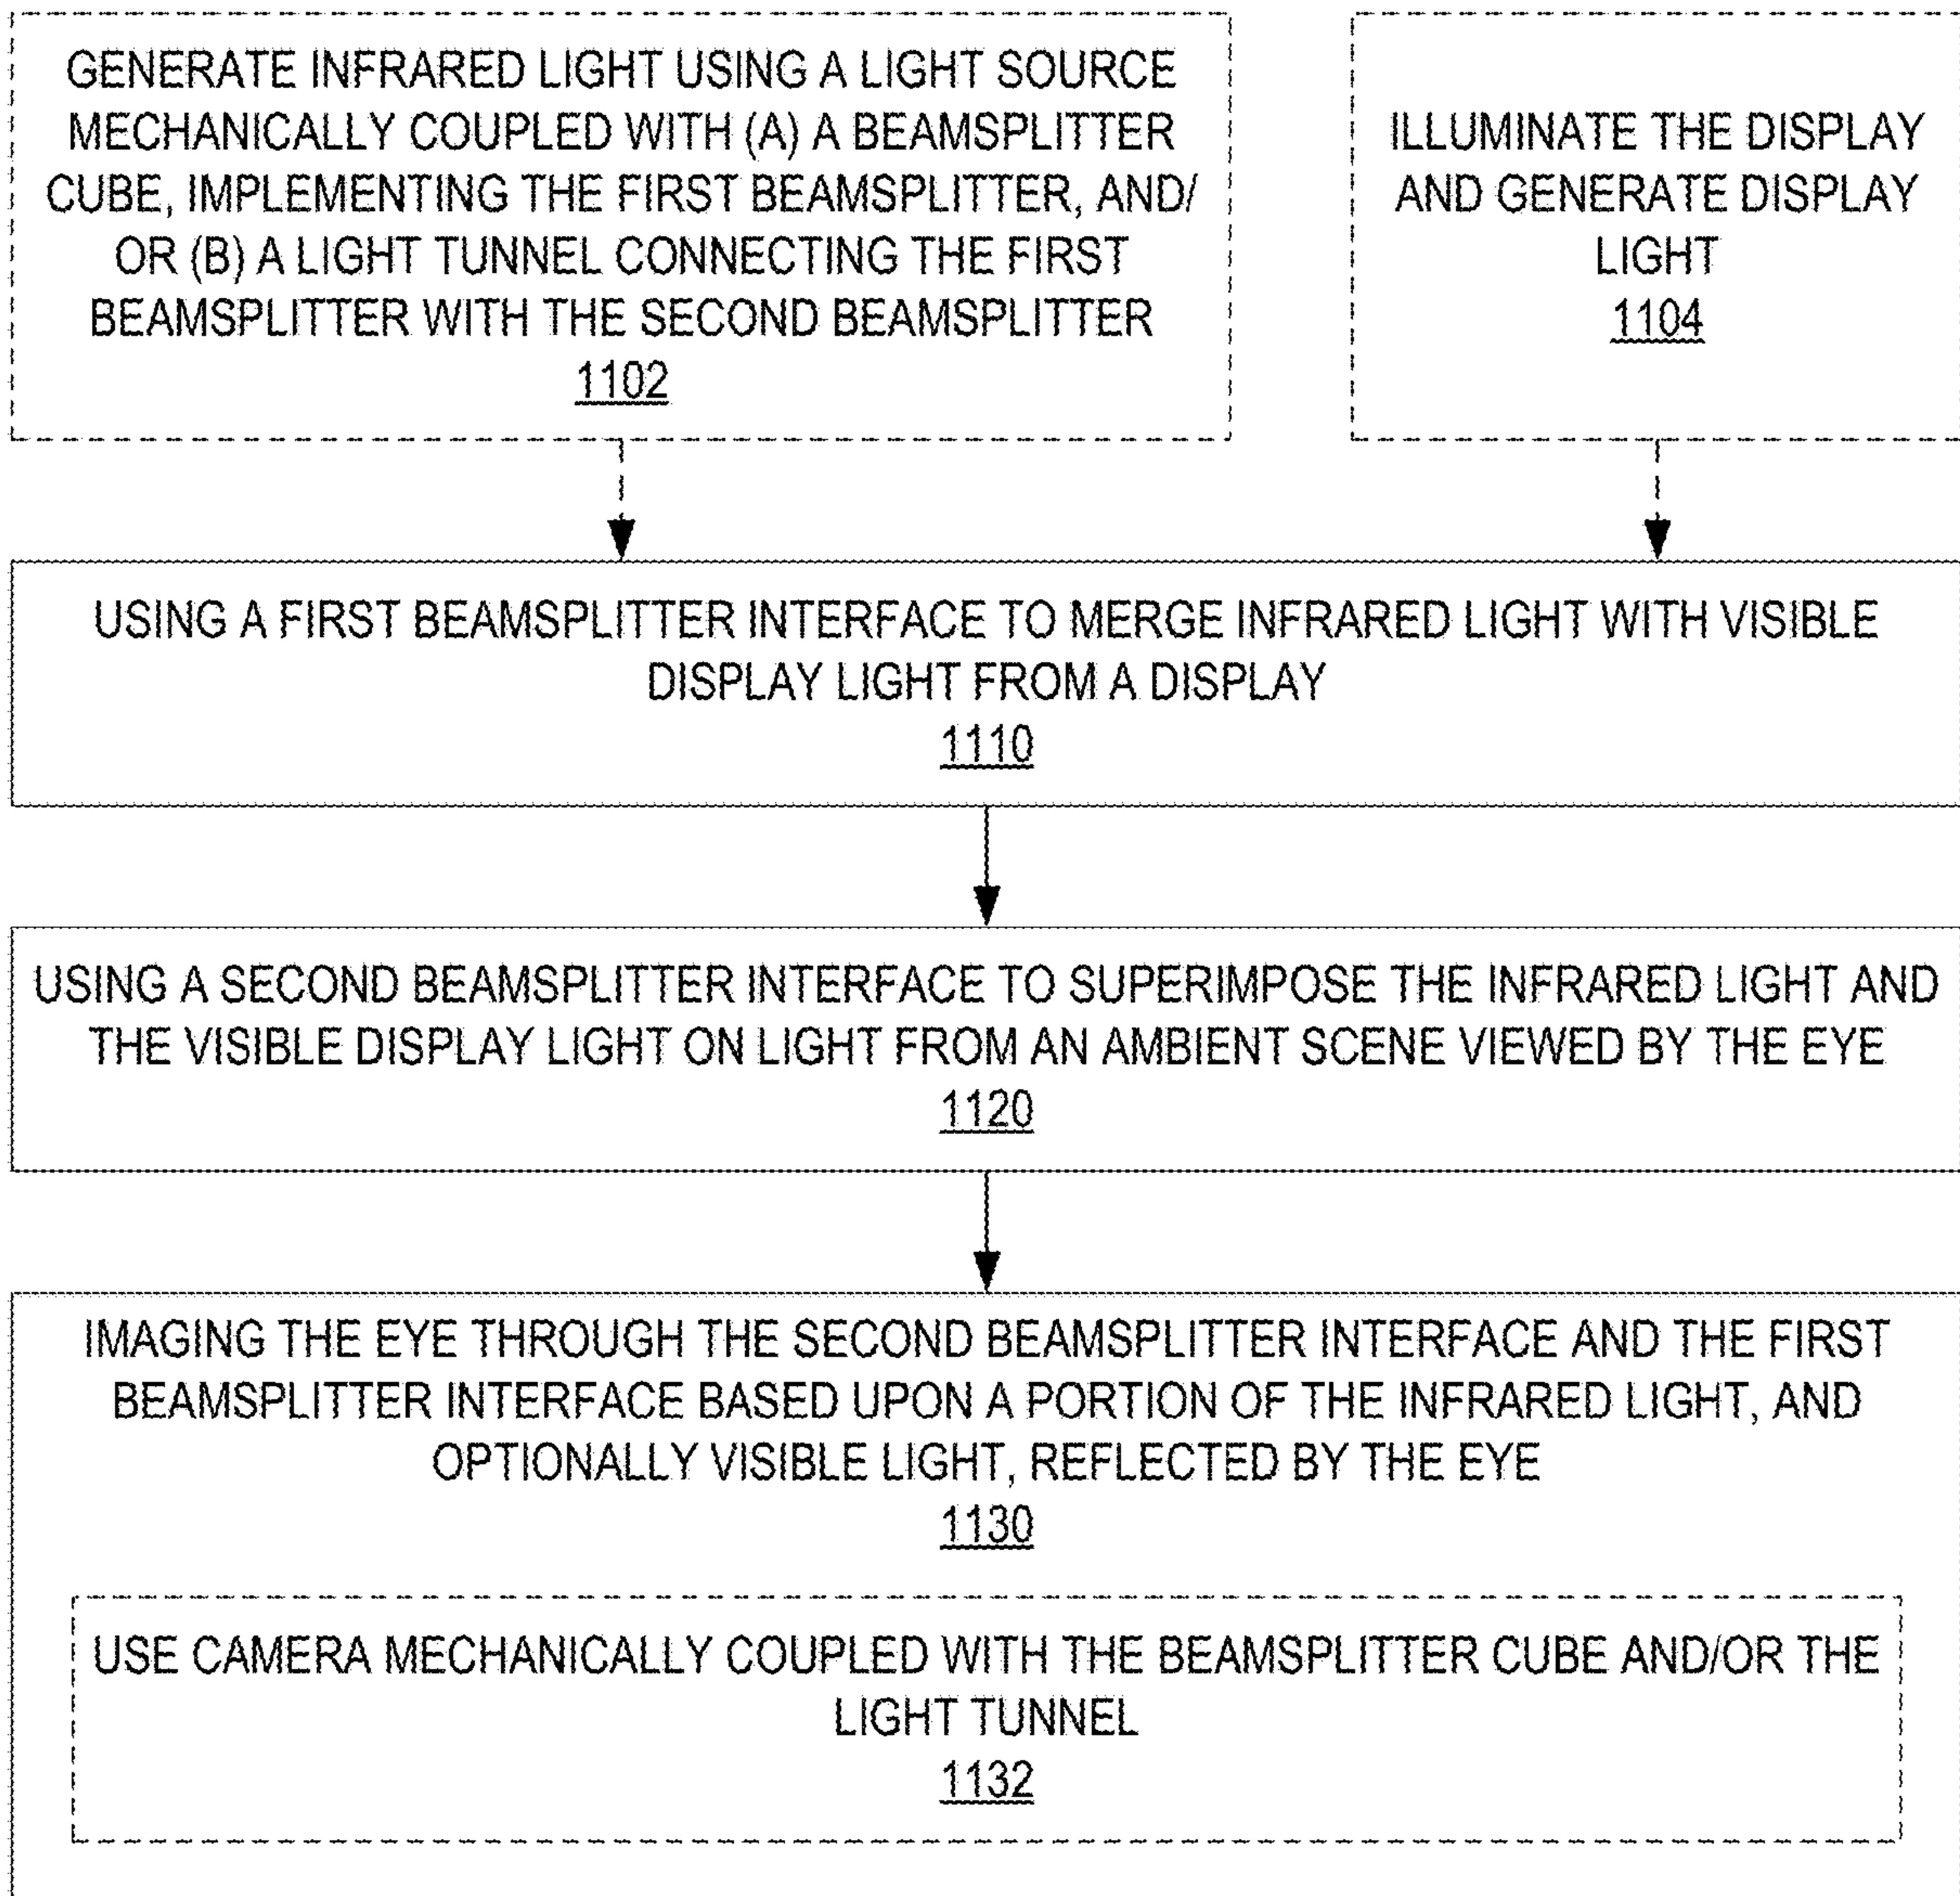 GENERATE INFRARED LIGHT USING A LIGHT SOURCE
MECHANICALLY COUPLED WITH (A) A BEAMSPLITTER
CUBE, IMPLEMENTING THE FIRST BEAMSPLITTER, AND/
OR (B) A LIGHT TUNNEL CONNECTING THE FIRST
BEAMSPLITTER WITH THE SECOND BEAMSPLITTER
1102
ILLUMINATE THE DISPLAY
AND GENERATE DISPLAY
LIGHT
1104
USING A FIRST BEAMSPLITTER INTERFACE TO MERGE INFRARED LIGHT WITH VISIBLE
DISPLAY LIGHT FROM A DISPLAY
1110
USING A SECOND BEAMSPLITTER INTERFACE TO SUPERIMPOSE THE INFRARED LIGHT AND
THE VISIBLE DISPLAY LIGHT ON LIGHT FROM AN AMBIENT SCENE VIEWED BY THE EYE
1120
IMAGING THE EYE THROUGH THE SECOND BEAMSPLITTER INTERFACE AND THE FIRST
BEAMSPLITTER INTERFACE BASED UPON A PORTION OF THE INFRARED LIGHT, AND
OPTIONALLY VISIBLE LIGHT, REFLECTED BY THE EYE
1130
USE CAMERA MECHANICALLY COUPLED WITH THE BEAMSPLITTER CUBE AND/OR THE
LIGHT TUNNEL
1132